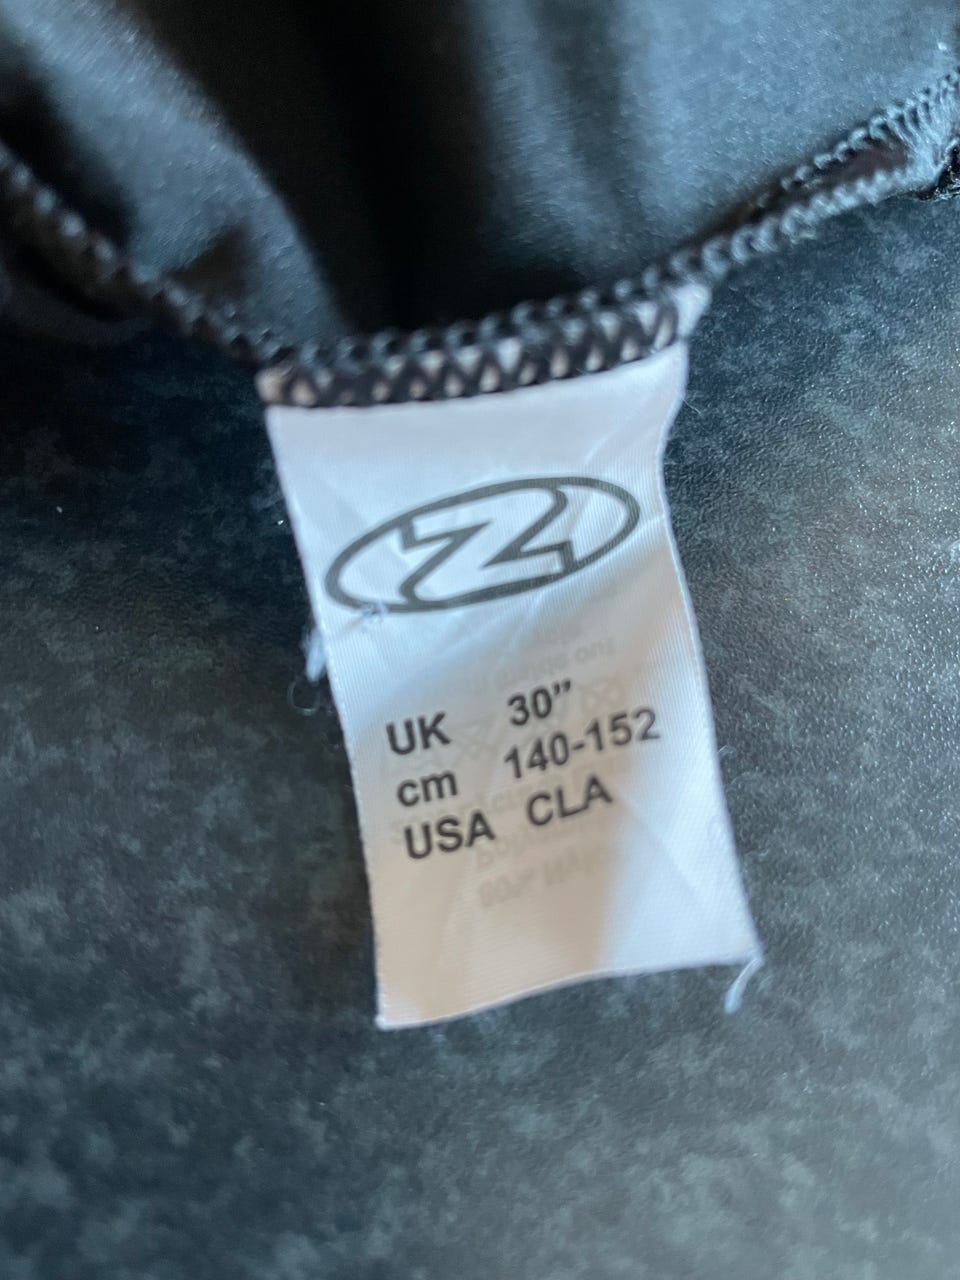 Z
UK 30”
cm 140-152
USA CLA